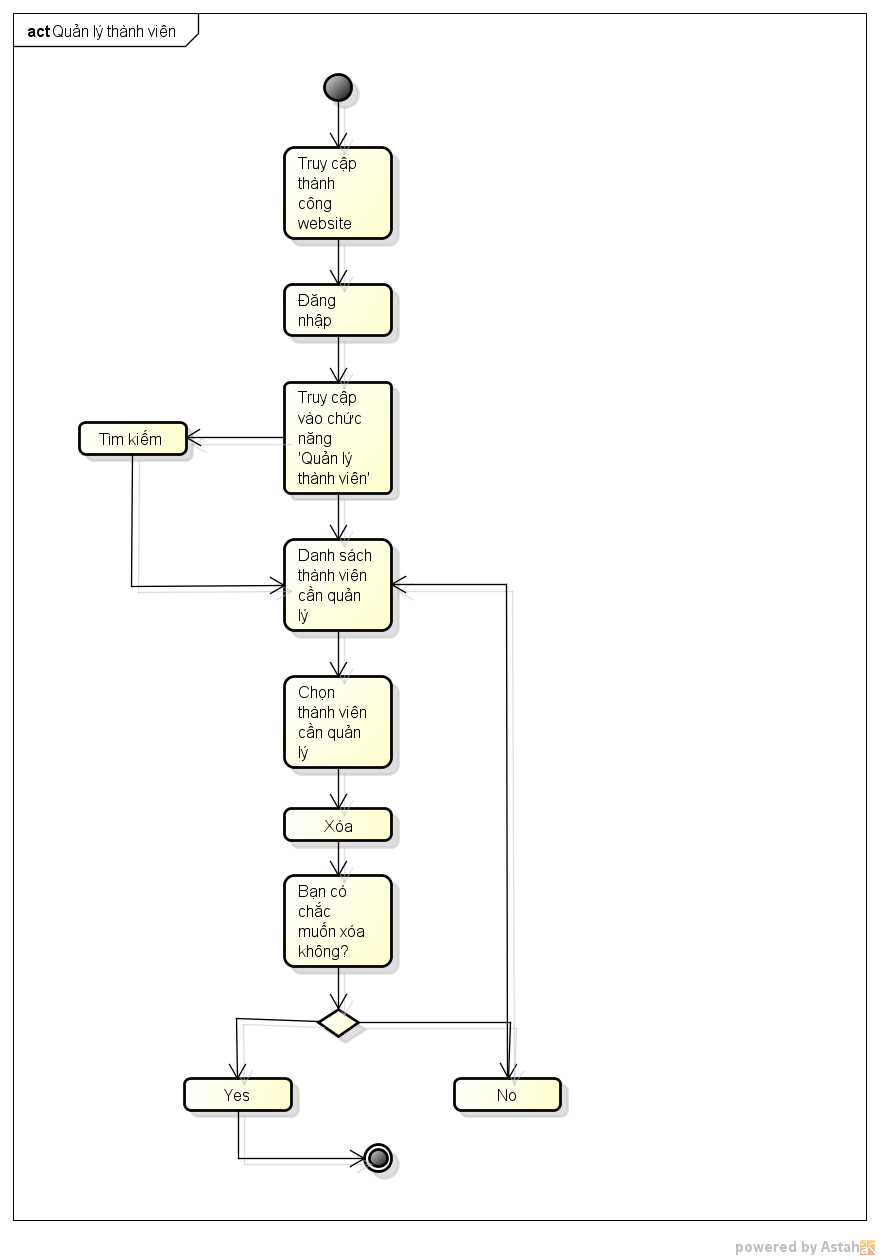 act Quản lý thành viên
Truy cập
thành
công
website
Đăng
nhập
Truy cập
vào chức
năng
'Quản lý
thành viên'
Tìm kiếm
Danh sách
thành viên
cần quản
lý
Chọn
thành viên
cần quản
lý
Xóa
Bạn có
chắc
muốn xóa
không?
Yes
No
powered by Astah